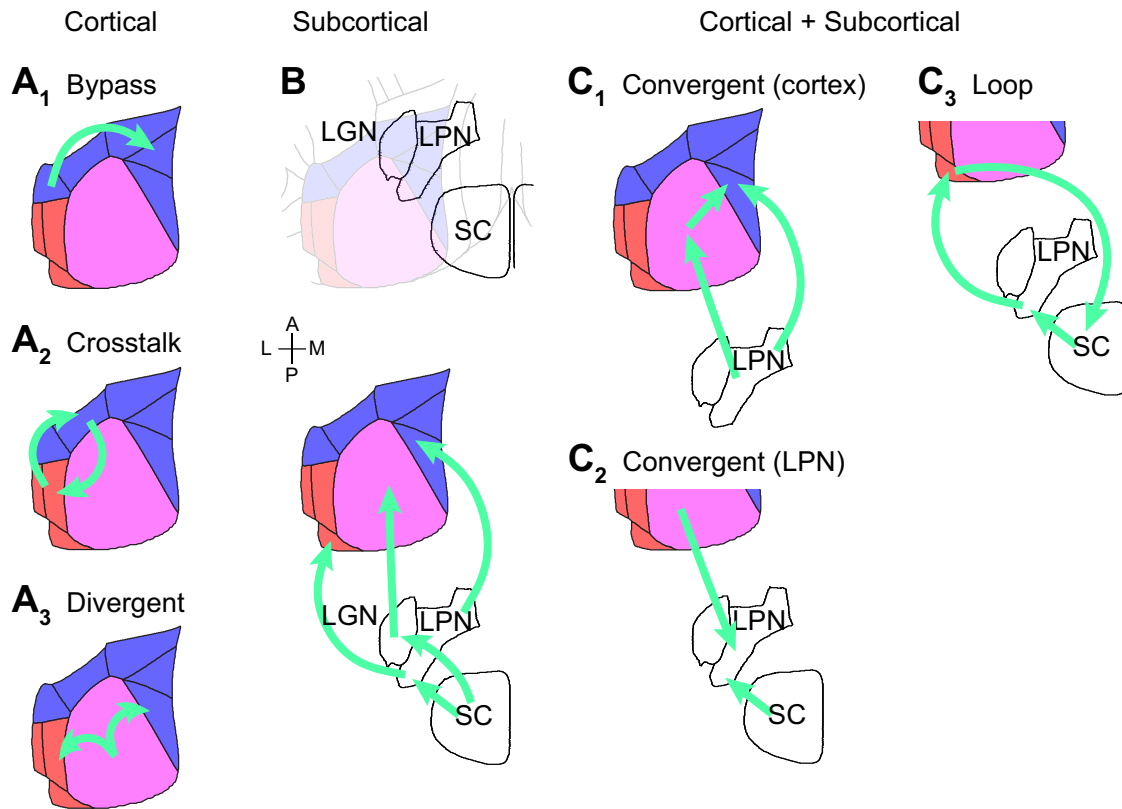 Cortical
Subcortical
Cortical + Subcortical
A1 Bypass
B
LGN
LPN
SC
C1 Convergent (cortex)
LPN
C3 Loop
LPN
SC
A2 Crosstalk
A
L M
P
LGN
LPN
SC
C2 Convergent (LPN)
LPN
SC
A3 Divergent